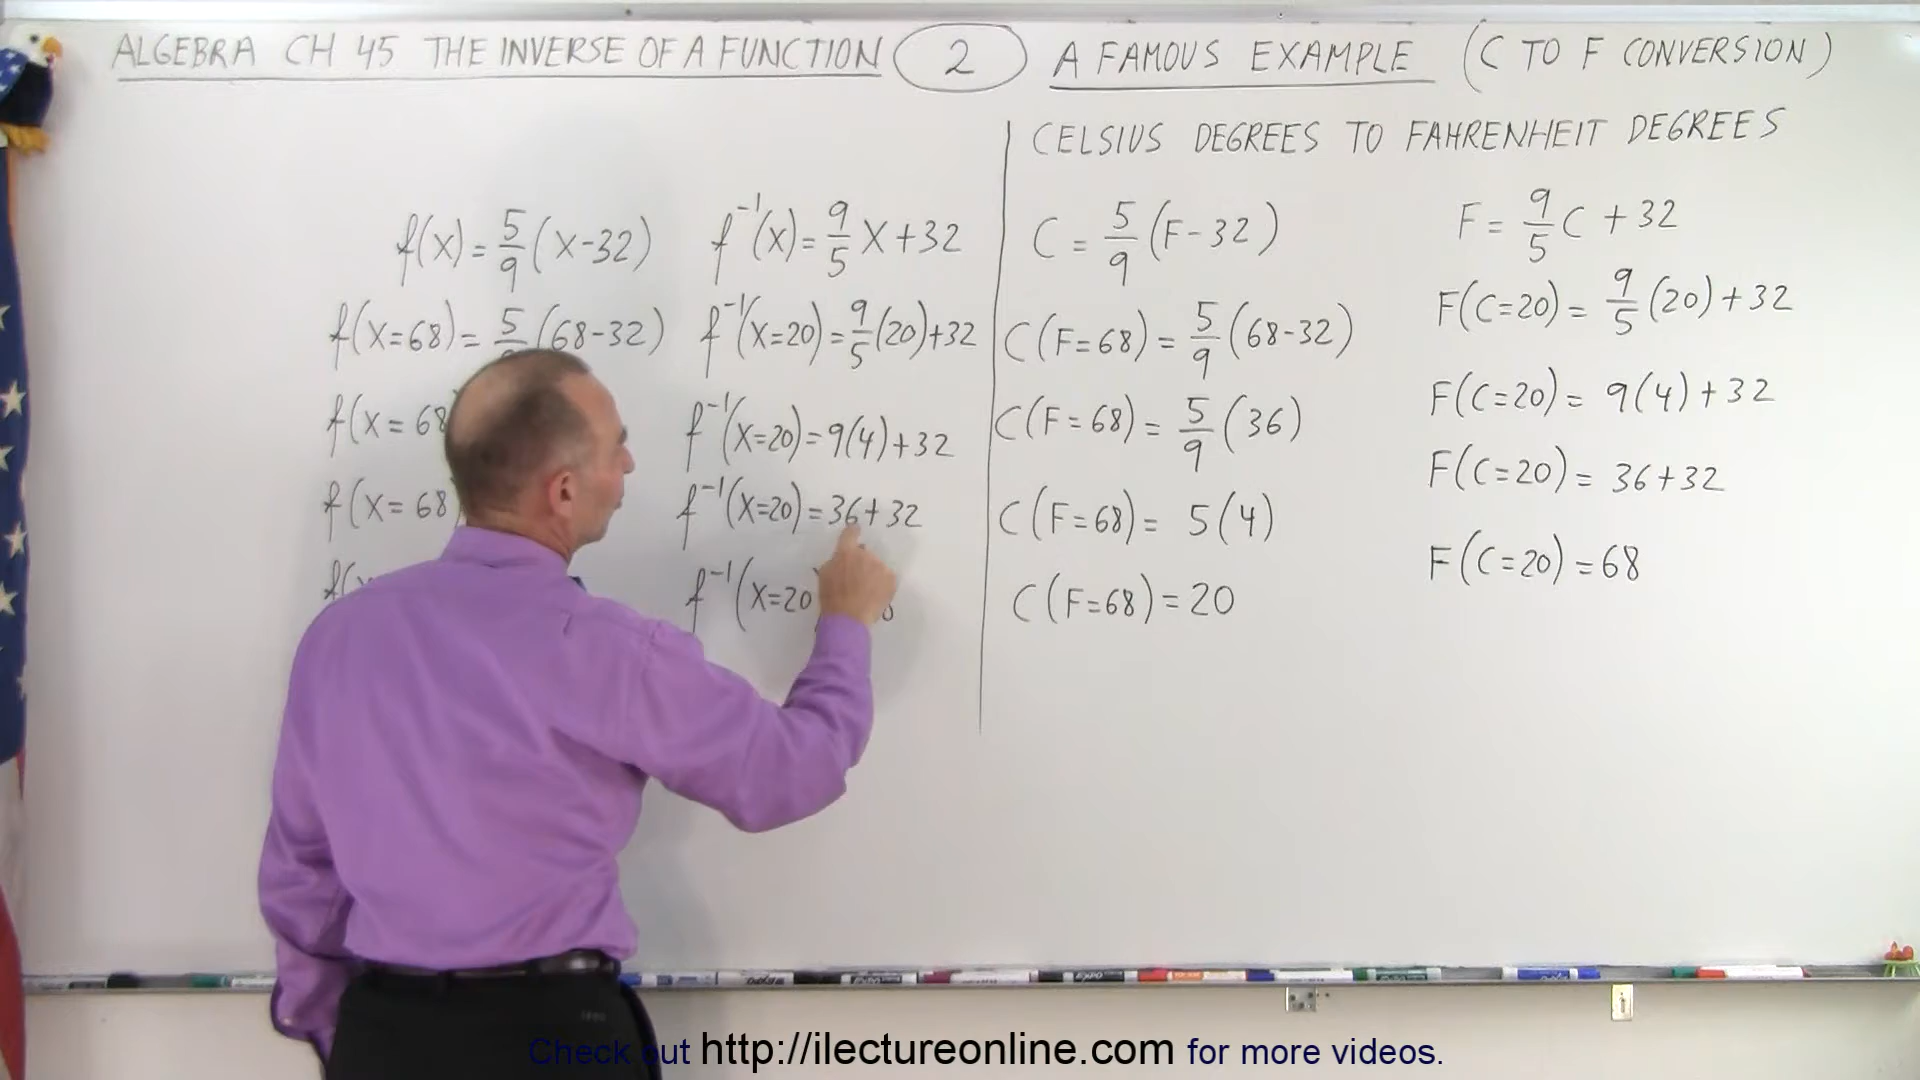 ALGEBRA CH 45 THE INVERSE OF A FUNCTION 2 A FAMOUS EXAMPLE (C TO F CONVERSION)
f(x) = 5/9 (x-32)
f(x=68) = 5/ (68-32)
f(x=68
f(x=68)
f(x
f⁻¹(x) = 9/5 x + 32
f⁻¹(x=20) = 9/5 (20)+32
f⁻¹(x=20) = 9(4)+32
f⁻¹(x=20) = 36+32
f⁻¹(x=20
CELSIUS DEGREES TO FAHRENHEIT DEGREES
C = 5/9 (F-32)
C(F=68) = 5/9 (68-32)
C(F=68) = 5/9 (36)
C(F=68) = 5(4)
C(F=68) = 20
F = 9/5 C + 32
F(C=20) = 9/5 (20)+32
F(C=20) = 9(4)+32
F(C=20) = 36+32
F(C=20) = 68
Check out http://ilectureonline.com for more videos.